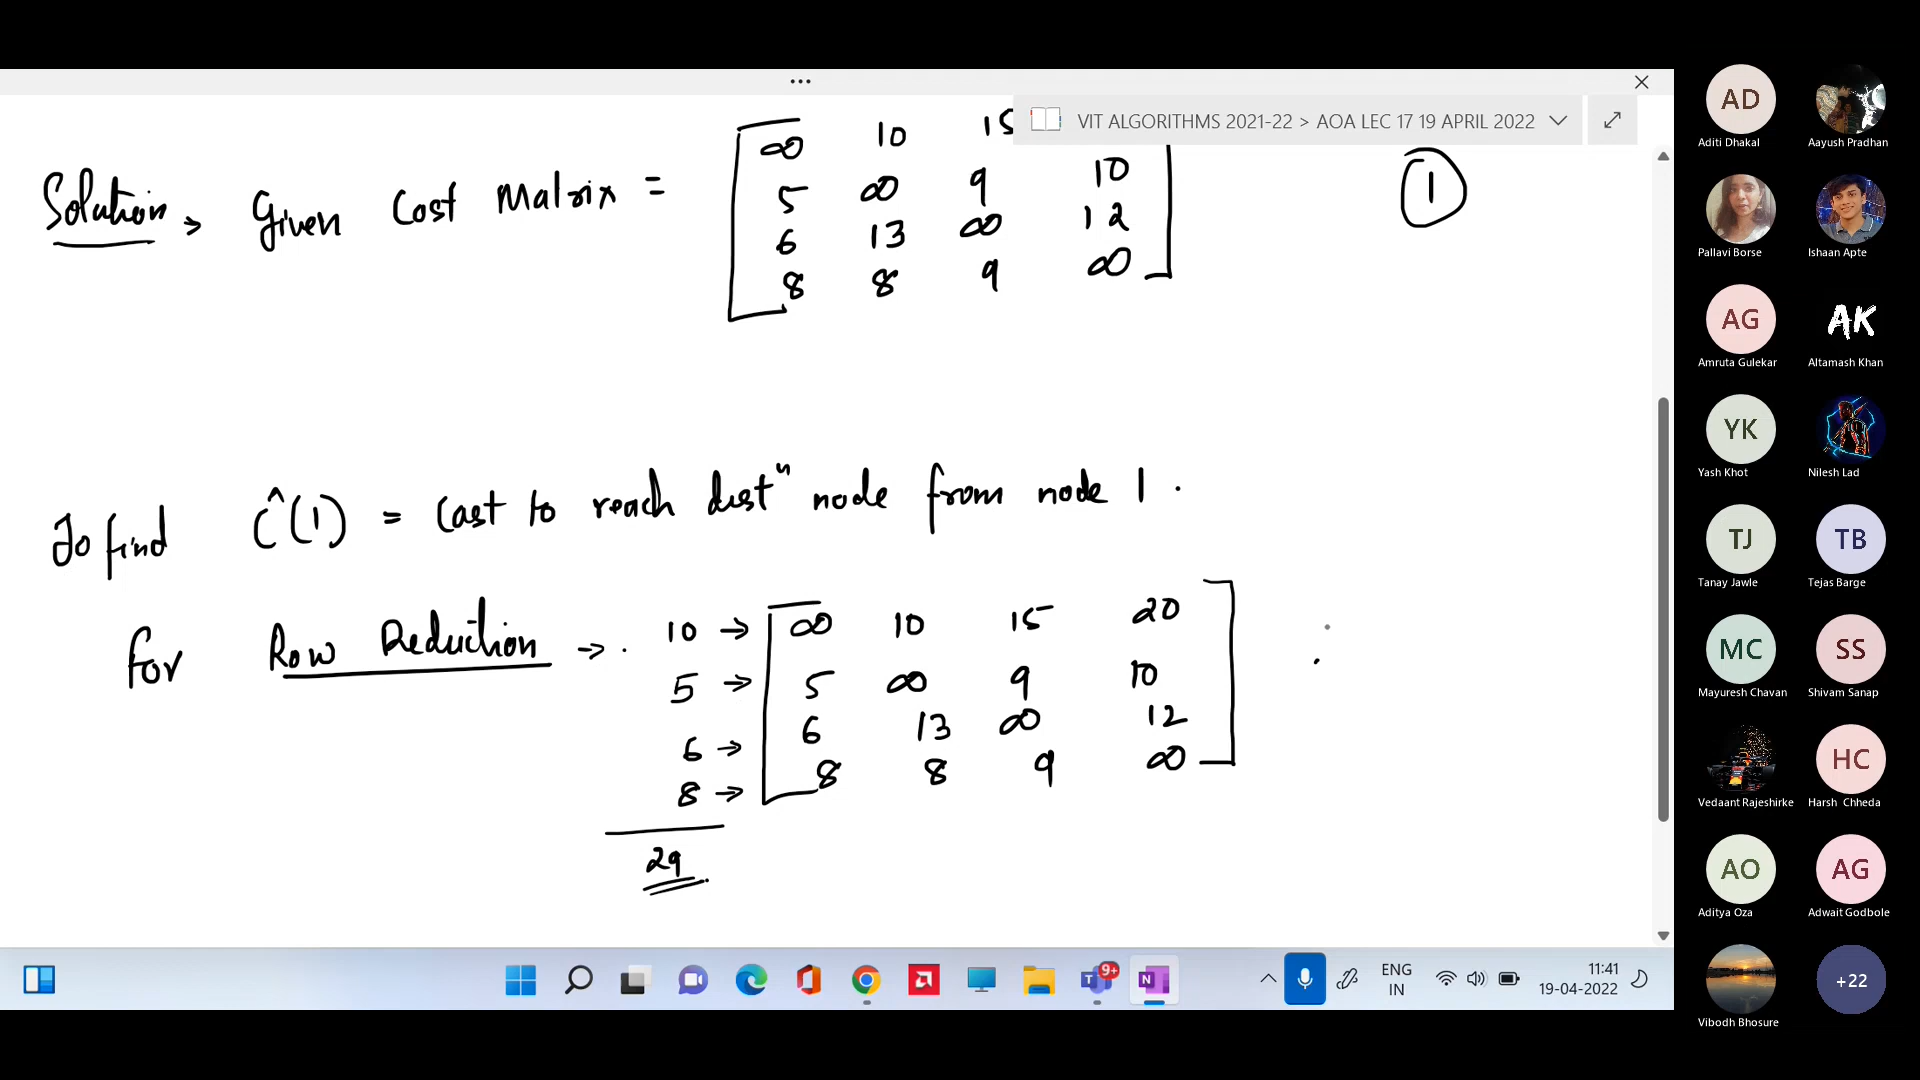 VIT ALGORITHMS 2021-22 > AOA LEC 17 19 APRIL 2022
Solution → Given Cost Matrix =
∞ 10 15
5 ∞ 9 10
6 13 ∞ 12
8 8 9 ∞
1
To find Ĉ(1) = Cost to reach distⁿ node from node 1 .
for Row Reduction →
10 → ∞ 10 15 20
5 → 5 ∞ 9 10
6 → 6 13 ∞ 12
8 → 8 8 9 ∞
29
AD
Aditi Dhakal
Aayush Pradhan
Pallavi Borse
Ishaan Apte
AG
AK
Amruta Gulekar
Altamash Khan
YK
Yash Khot
Nilesh Lad
TJ
TB
Tanay Jawle
Tejas Barge
MC
SS
Mayuresh Chavan
Shivam Sanap
HC
Vedaant Rajeshirke
Harsh Chheda
AO
AG
Aditya Oza
Adwait Godbole
+22
Vibodh Bhosure
9+
ENG
IN
11:41
19-04-2022